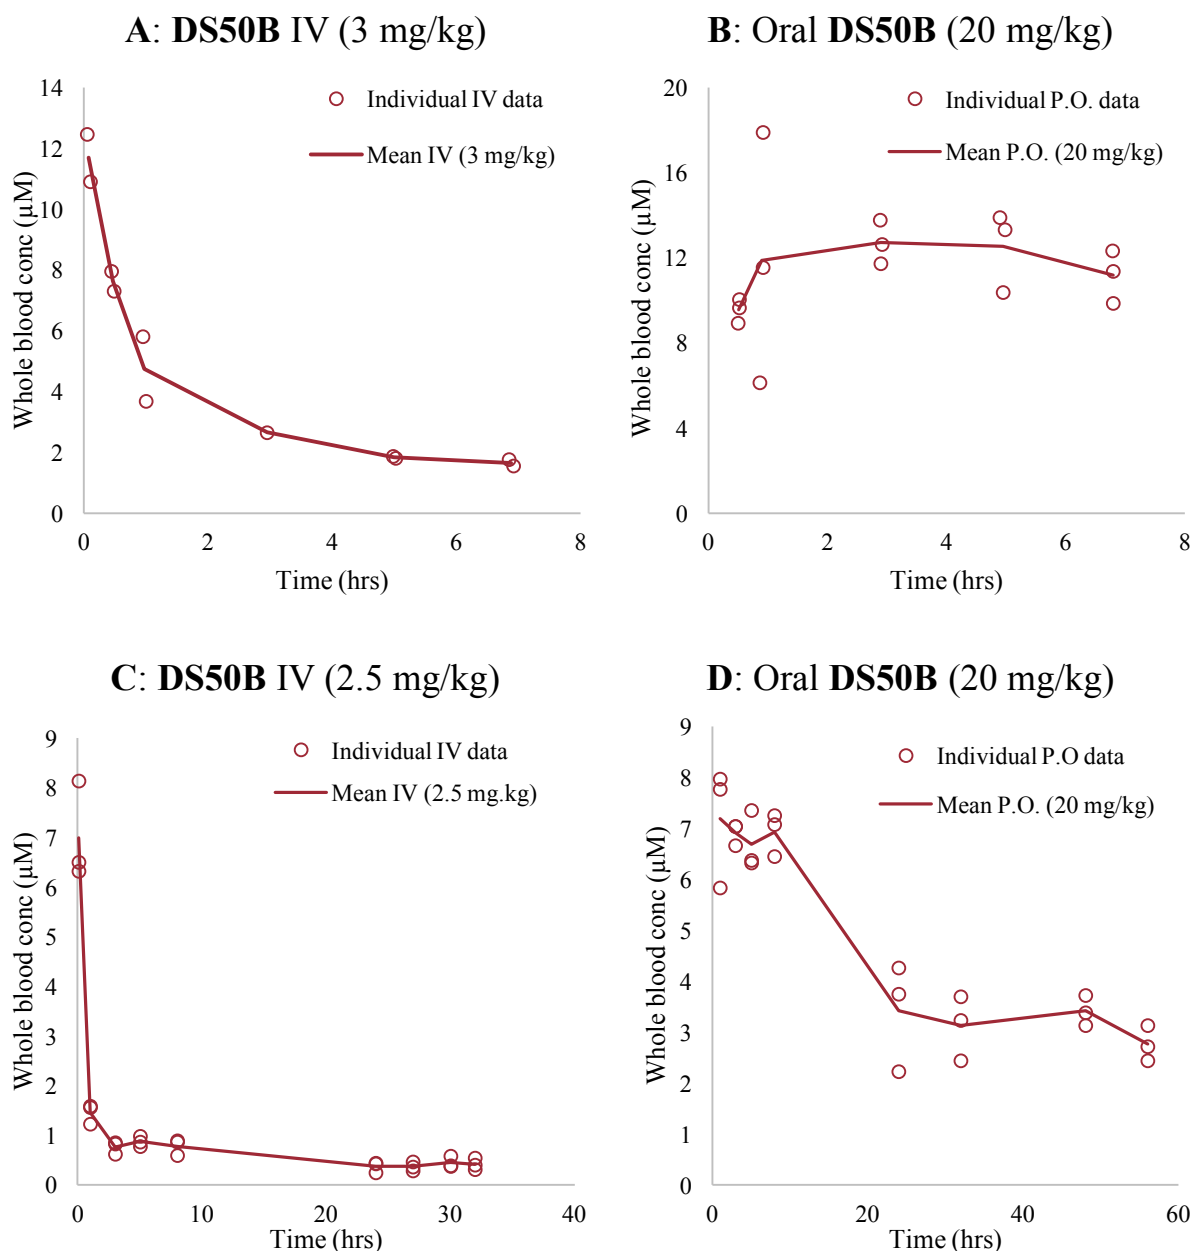 A: DS50B IV (3 mg/kg)
14
12
10
8
6
4
2
0
0 2 4 6 8
Whole blood conc (µM)
Time (hrs)
Individual IV data
Mean IV (3 mg/kg)
B: Oral DS50B (20 mg/kg)
20
16
12
8
4
0
0 2 4 6 8
Whole blood conc (µM)
Time (hrs)
Individual P.O. data
Mean P.O. (20 mg/kg)
C: DS50B IV (2.5 mg/kg)
9
8
7
6
5
4
3
2
1
0
0 10 20 30 40
Whole blood conc (µM)
Time (hrs)
Individual IV data
Mean IV (2.5 mg.kg)
D: Oral DS50B (20 mg/kg)
9
8
7
6
5
4
3
2
1
0
0 20 40 60
Whole blood conc (µM)
Time (hrs)
Individual P.O data
Mean P.O. (20 mg/kg)